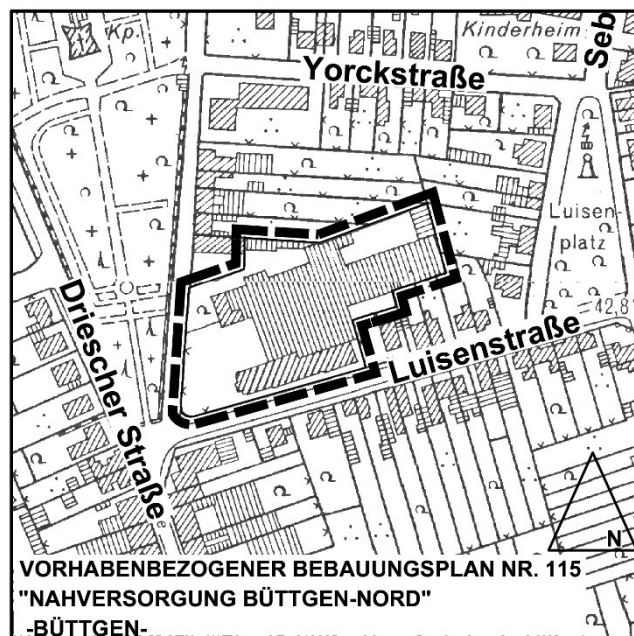 Kp.
Kinderheim
Seb
Yorckstraße
Luisen-
platz
42,8
Driescher Straße
Luisenstraße
N
VORHABENBEZOGENER BEBAUUNGSPLAN NR. 115
"NAHVERSORGUNG BÜTTGEN-NORD"
-BÜTTGEN-